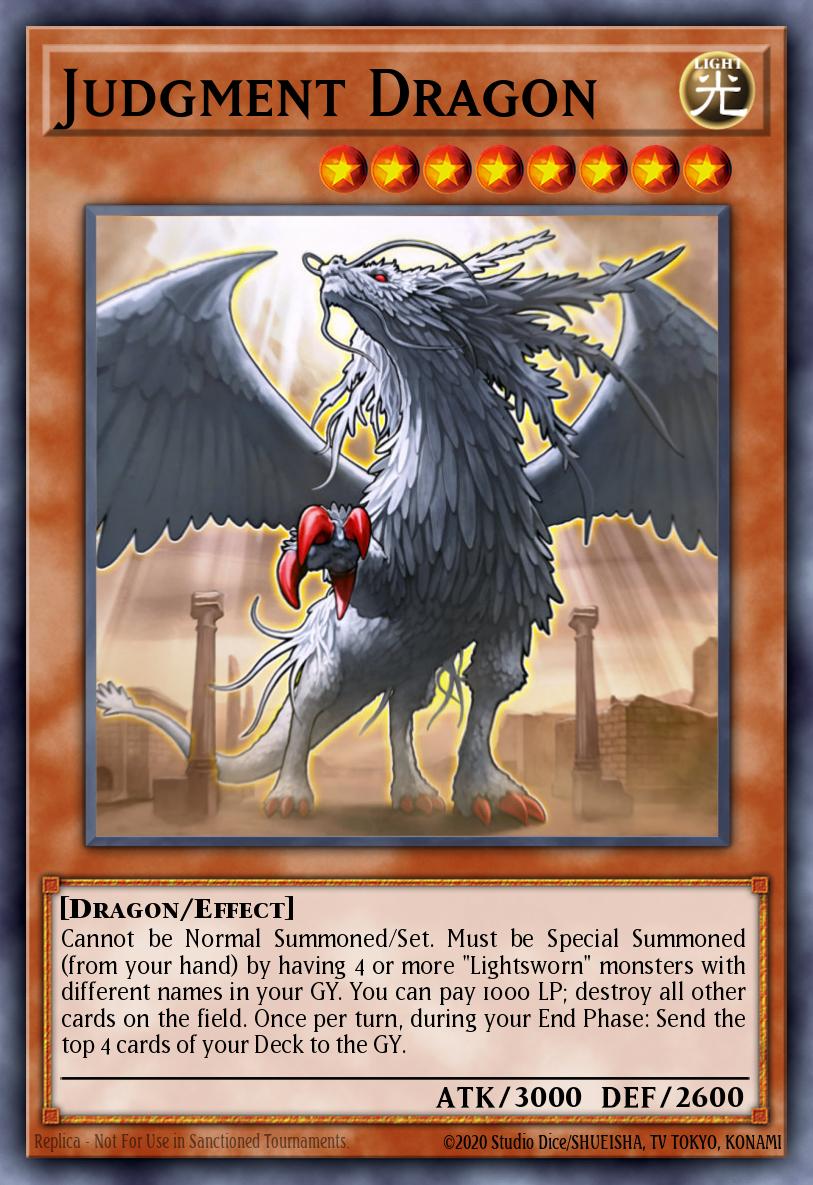 Judgment Dragon
LIGHT
光
[Dragon/Effect]
Cannot be Normal Summoned/Set. Must be Special Summoned
(from your hand) by having 4 or more "Lightsworn" monsters with
different names in your GY. You can pay 1000 LP; destroy all other
cards on the field. Once per turn, during your End Phase: Send the
top 4 cards of your Deck to the GY.
ATK/3000 DEF/2600
Replica - Not For Use in Sanctioned Tournaments.
©2020 Studio Dice/SHUEISHA, TV TOKYO, KONAMI